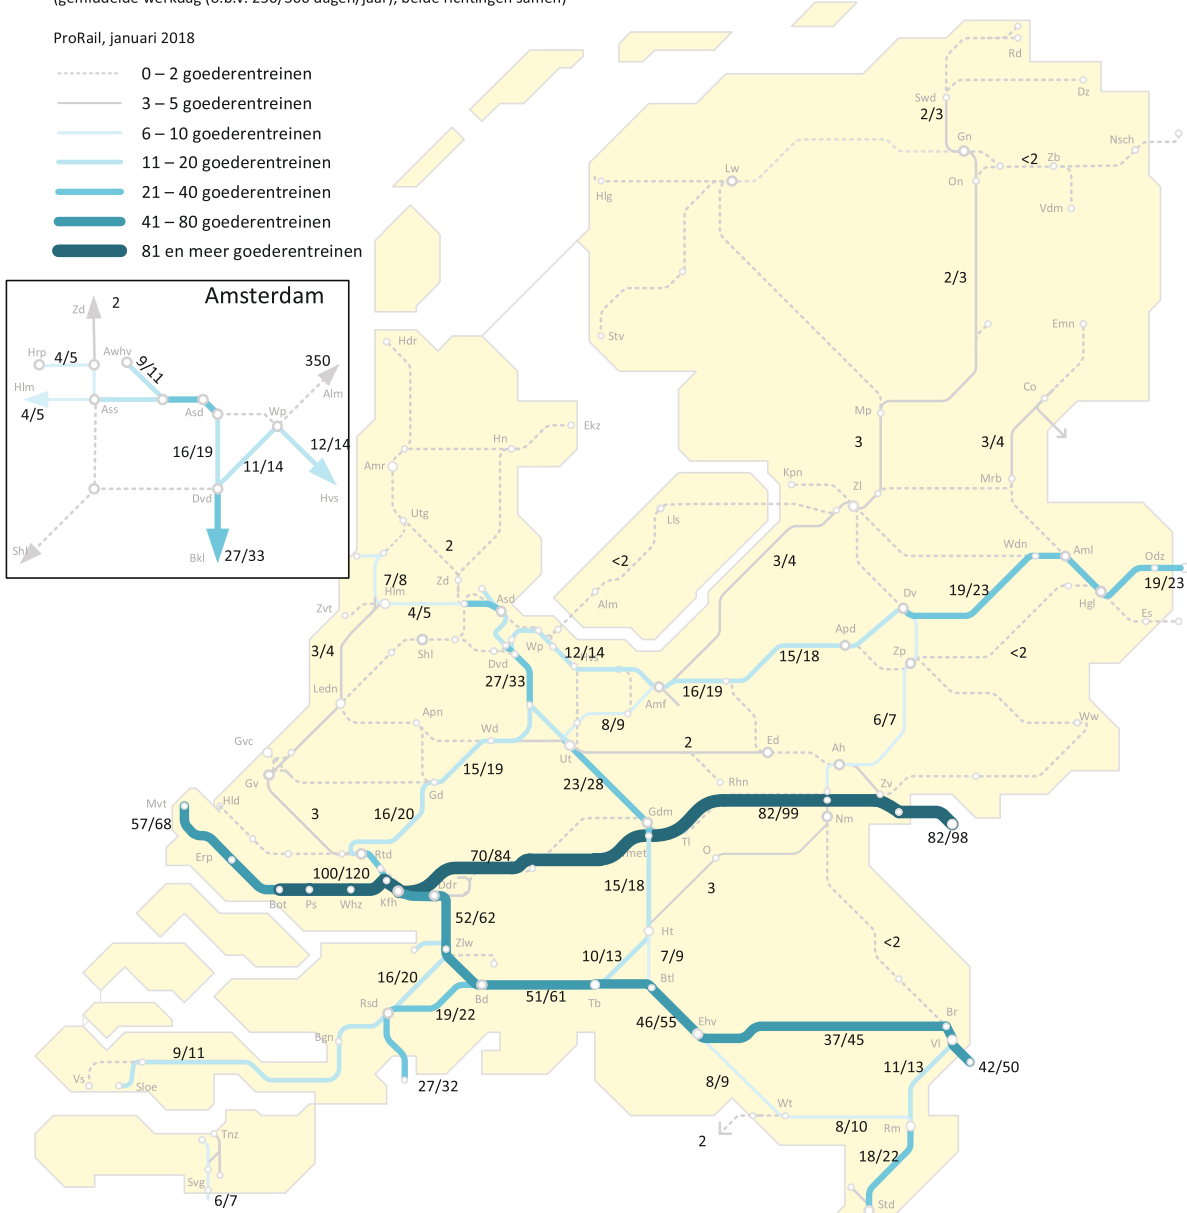 (gemiddelde werkdag (o.b.v. 250/300 dagen/jaar), beide richtingen samen)
ProRail, januari 2018
0 – 2 goederentreinen
3 – 5 goederentreinen
6 – 10 goederentreinen
11 – 20 goederentreinen
21 – 40 goederentreinen
41 – 80 goederentreinen
81 en meer goederentreinen
Amsterdam
Zd
2
Hrp
4/5
Awhv
9/11
350
Hlm
4/5
Ass
Asd
Wp
Alm
16/19
11/14
12/14
Dvd
Hvs
Shl
Bkl
27/33
Rd
Swd
Dz
2/3
Gn
Nsch
<2
Zb
Lw
On
Hlg
Vdm
2/3
Stv
Emn
Hdr
Co
Mp
Ekz
Hn
3
3/4
Amr
Kpn
Mrb
Zl
Utg
Lls
2
Wdn
Aml
Odz
3/4
<2
7/8
Zd
19/23
19/23
Hlm
Asd
Alm
Dv
Hgl
Zvt
4/5
Es
Apd
3/4
Shl
Wp
12/14
Hvs
15/18
Zp
<2
Dvd
27/33
Ledn
16/19
Amf
Apn
8/9
6/7
Ww
Wd
Gvc
2
Ed
Ah
Ut
15/19
Gv
23/28
Rhn
Zv
Gd
Mvt
Hld
57/68
3
16/20
Gdm
82/99
Nm
82/98
Tl
Erp
Rtd
70/84
met
O
100/120
Ddr
15/18
3
Bot
Ps
Whz
Kfh
52/62
Ht
Zlw
<2
16/20
10/13
7/9
Btl
Rsd
Bd
51/61
Tb
19/22
46/55
Ehv
Br
Bgn
37/45
Vl
9/11
11/13
42/50
Vs
Sloe
27/32
8/9
Wt
Tnz
2
8/10
Rm
18/22
Svg
6/7
Std